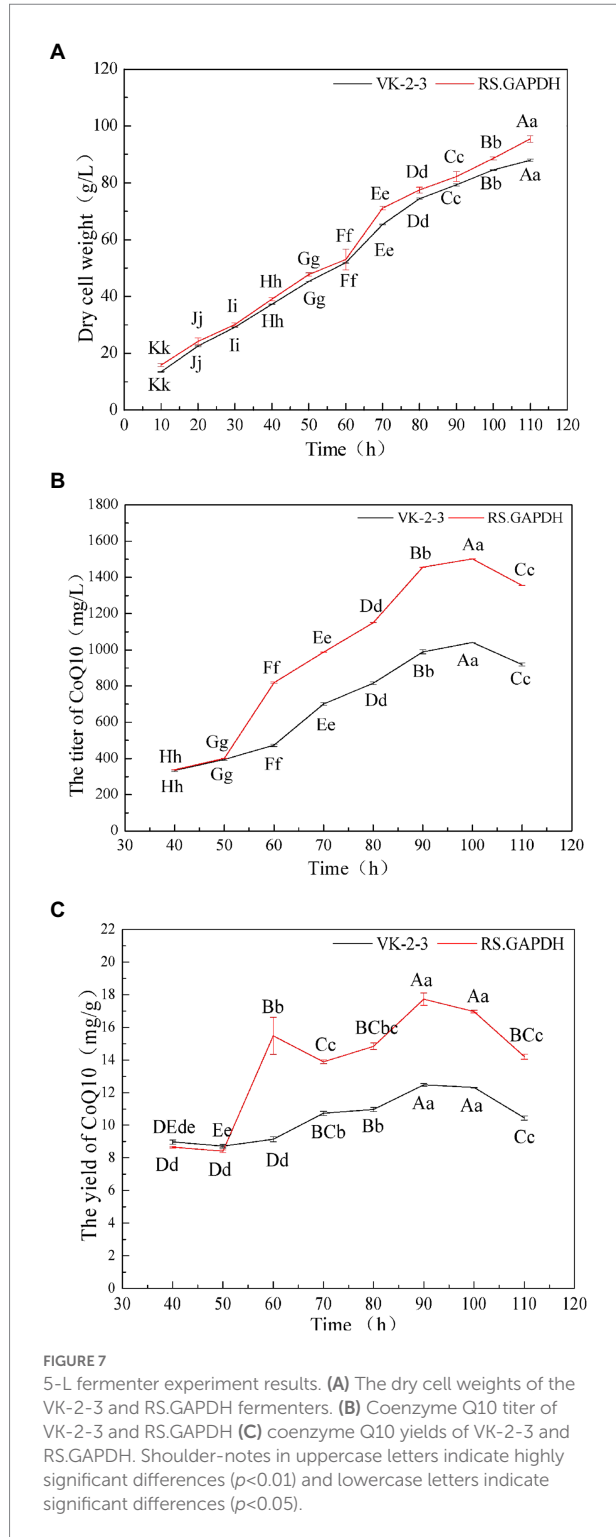 A
VK-2-3 RS.GAPDH
120
100
80
60
40
20
0
Dry cell weight（g/L）
Kk Jj Ii Hh Gg Ff Ee Dd Cc Bb Aa
Kk Jj Ii Hh Gg Ff Ee Dd Cc Bb Aa
0 10 20 30 40 50 60 70 80 90 100 110 120
Time（h）
B
VK-2-3 RS.GAPDH
1800
1600
1400
1200
1000
800
600
400
200
0
The titer of CoQ10（mg/L）
Hh Gg Ff Ee Dd Bb Aa Cc
Hh Gg Ff Ee Dd Bb Aa Cc
30 40 50 60 70 80 90 100 110 120
Time（h）
C
VK-2-3 RS.GAPDH
22
20
18
16
14
12
10
8
6
4
2
0
The yield of CoQ10（mg/g）
Bb Cc BCbc Aa Aa BCc
DEde Ee Dd BCb Bb Aa Aa Cc
Dd Dd
30 40 50 60 70 80 90 100 110 120
Time（h）
FIGURE 7
5-L fermenter experiment results. (A) The dry cell weights of the
VK-2-3 and RS.GAPDH fermenters. (B) Coenzyme Q10 titer of
VK-2-3 and RS.GAPDH (C) coenzyme Q10 yields of VK-2-3 and
RS.GAPDH. Shoulder-notes in uppercase letters indicate highly
significant differences (p<0.01) and lowercase letters indicate
significant differences (p<0.05).